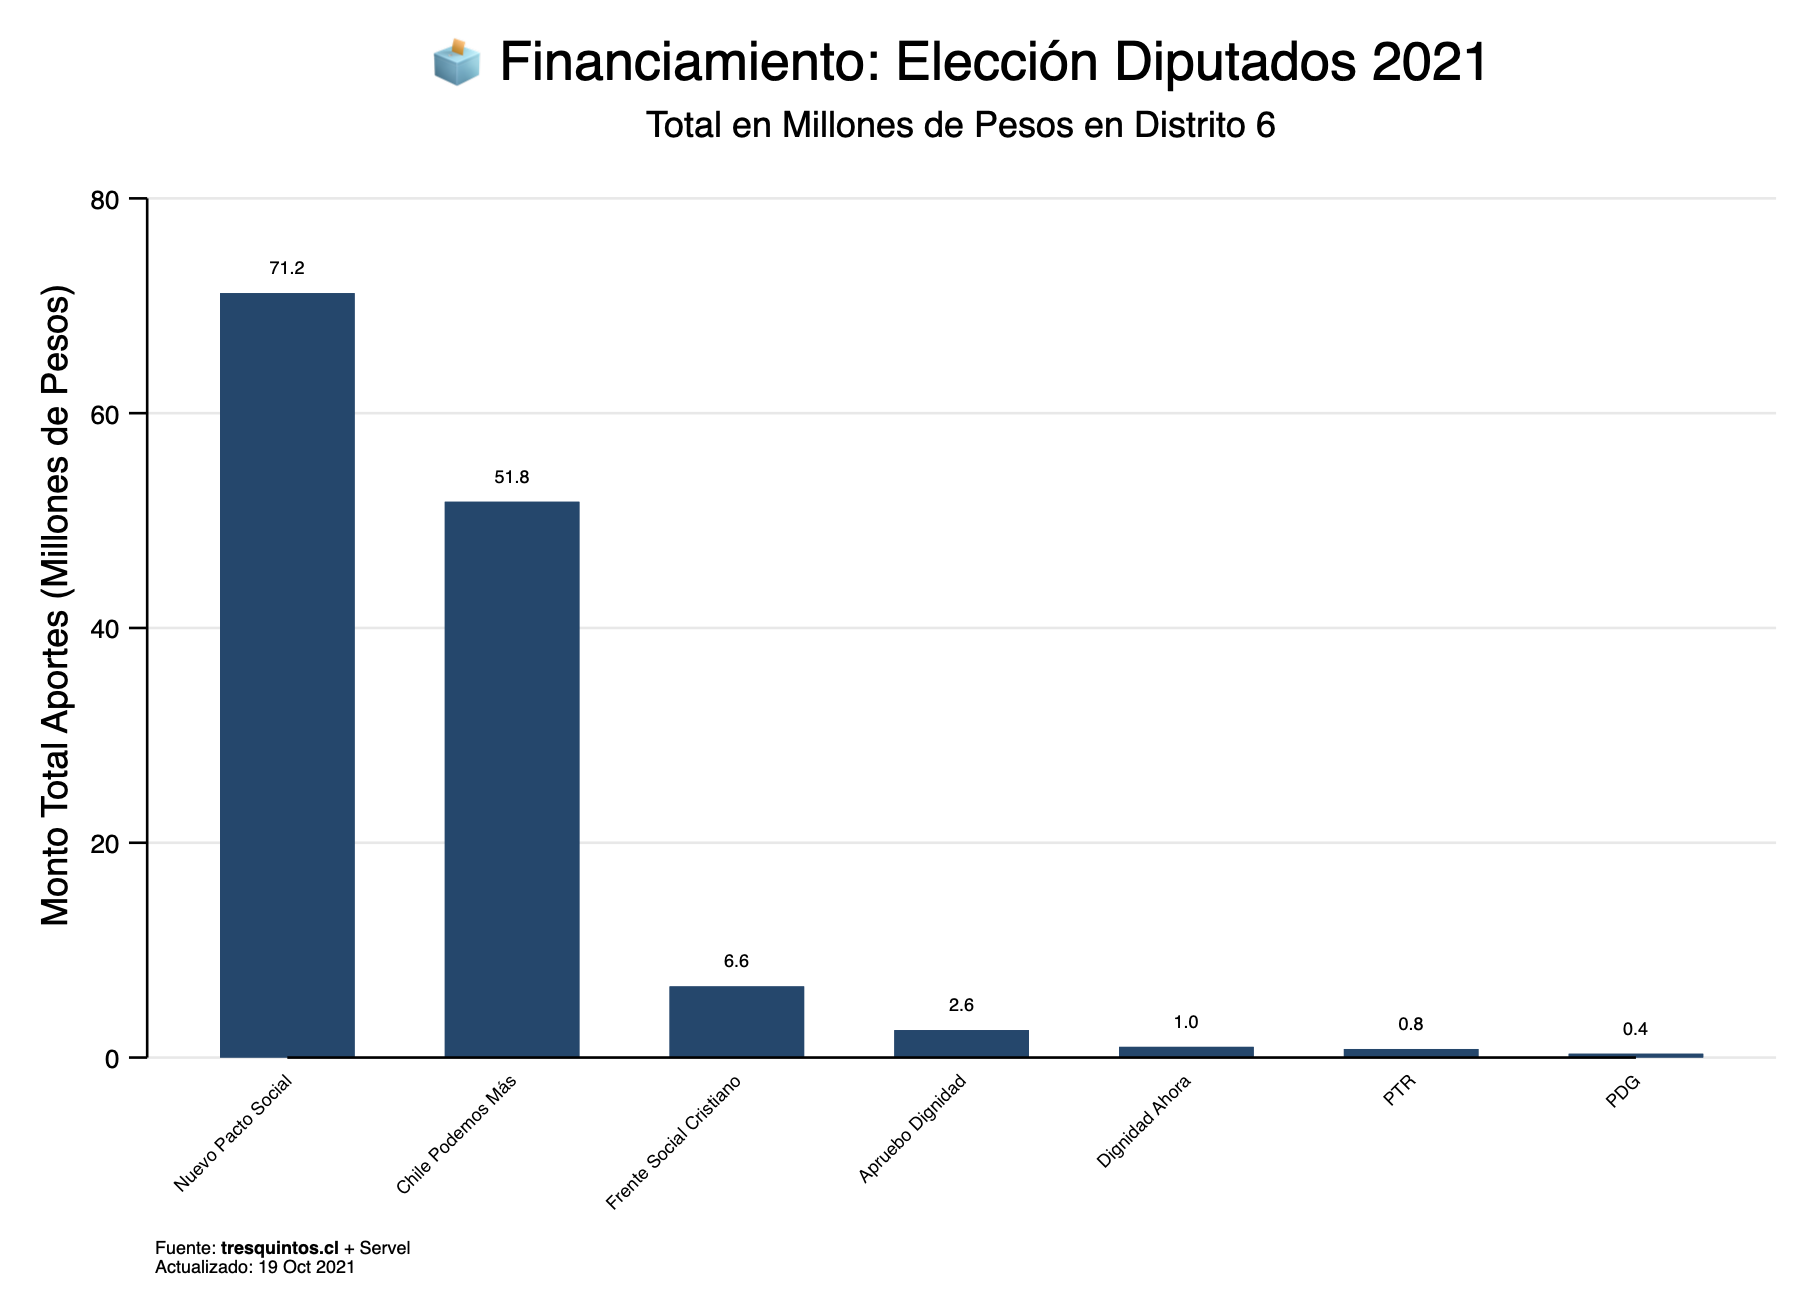 Financiamiento: Elección Diputados 2021
Total en Millones de Pesos en Distrito 6
Monto Total Aportes (Millones de Pesos)
80
60
40
20
0
71.2
51.8
6.6
2.6
1.0
0.8
0.4
Nuevo Pacto Social
Chile Podemos Más
Frente Social Cristiano
Apruebo Dignidad
Dignidad Ahora
PTR
PDG
Fuente: tresquintos.cl + Servel
Actualizado: 19 Oct 2021